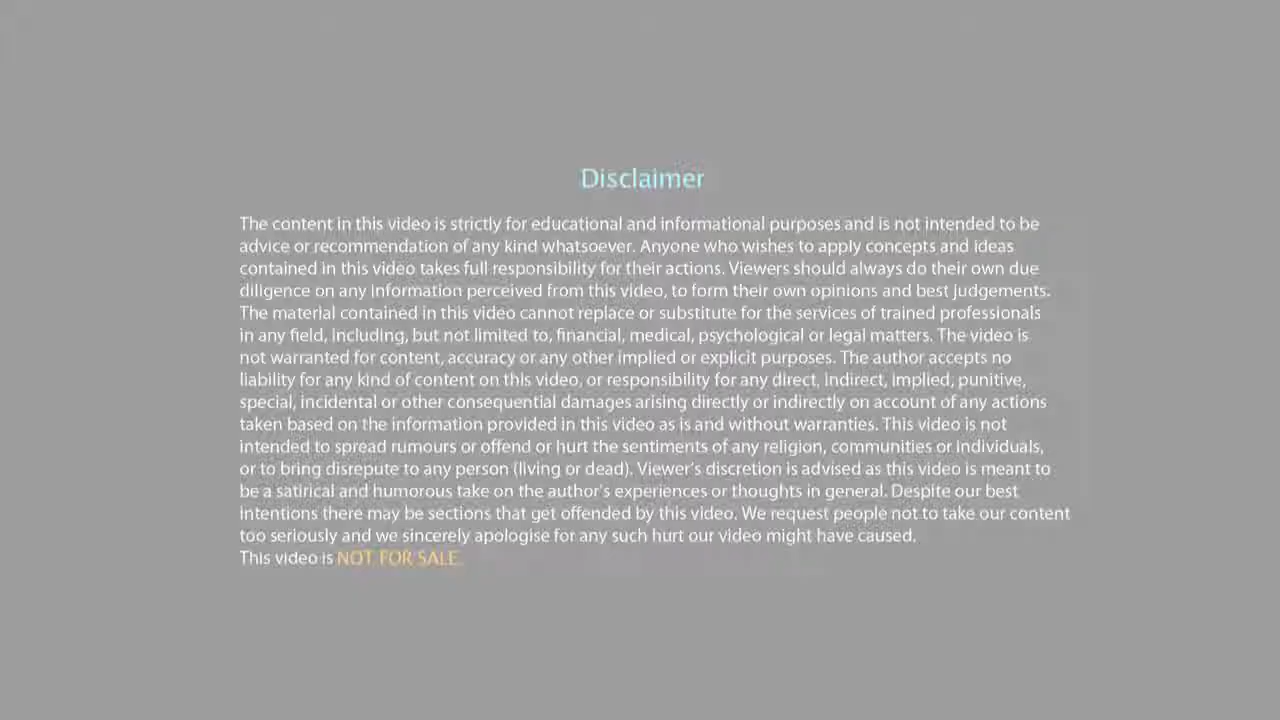 Disclaimer
The content in this video is strictly for educational and informational purposes and is not intended to be
advice or recommendation of any kind whatsoever. Anyone who wishes to apply concepts and ideas
contained in this video takes full responsibility for their actions. Viewers should always do their own due
diligence on any information perceived from this video, to form their own opinions and best judgements.
The material contained in this video cannot replace or substitute for the services of trained professionals
in any field, including, but not limited to, financial, medical, psychological or legal matters. The video is
not warranted for content, accuracy or any other implied or explicit purposes. The author accepts no
liability for any kind of content on this video, or responsibility for any direct, indirect, implied, punitive,
special, incidental or other consequential damages arising directly or indirectly on account of any actions
taken based on the information provided in this video as is and without warranties. This video is not
intended to spread rumours or offend or hurt the sentiments of any religion, communities or individuals,
or to bring disrepute to any person (living or dead). Viewer's discretion is advised as this video is meant to
be a satirical and humorous take on the author's experiences or thoughts in general. Despite our best
intentions there may be sections that get offended by this video. We request people not to take our content
too seriously and we sincerely apologise for any such hurt our video might have caused.
This video is NOT FOR SALE.